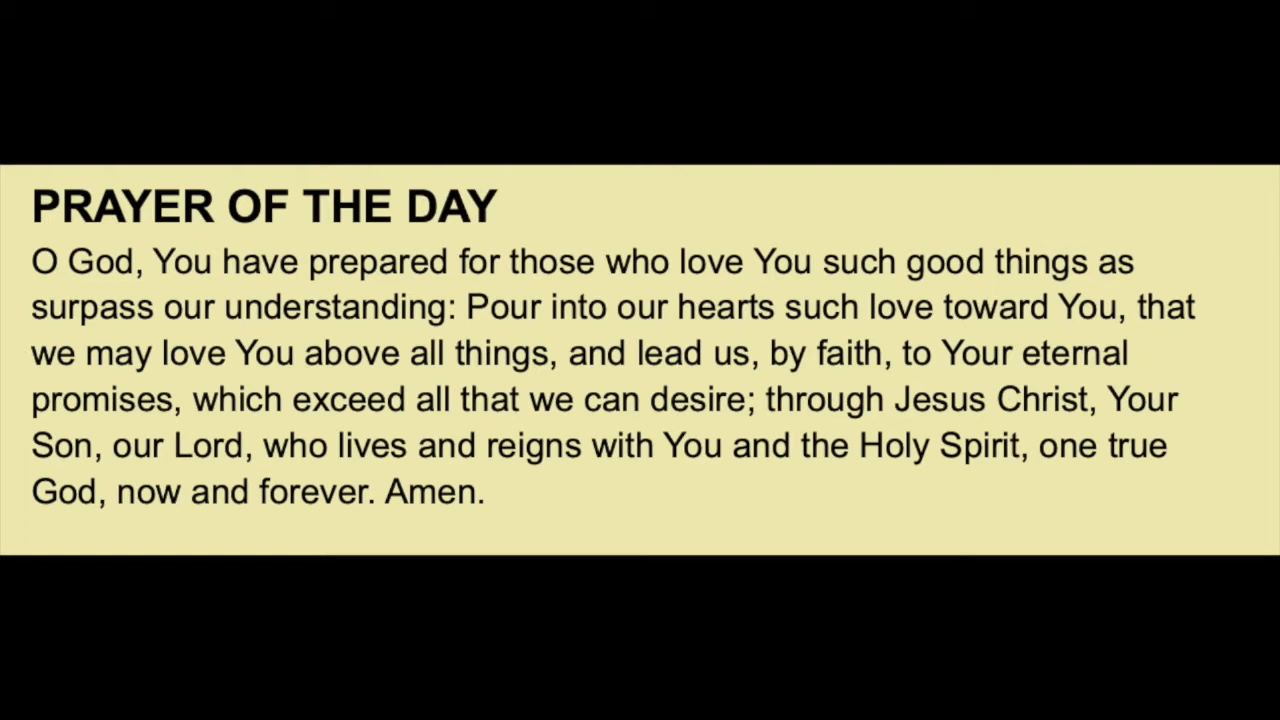 PRAYER OF THE DAY
O God, You have prepared for those who love You such good things as
surpass our understanding: Pour into our hearts such love toward You, that
we may love You above all things, and lead us, by faith, to Your eternal
promises, which exceed all that we can desire; through Jesus Christ, Your
Son, our Lord, who lives and reigns with You and the Holy Spirit, one true
God, now and forever. Amen.